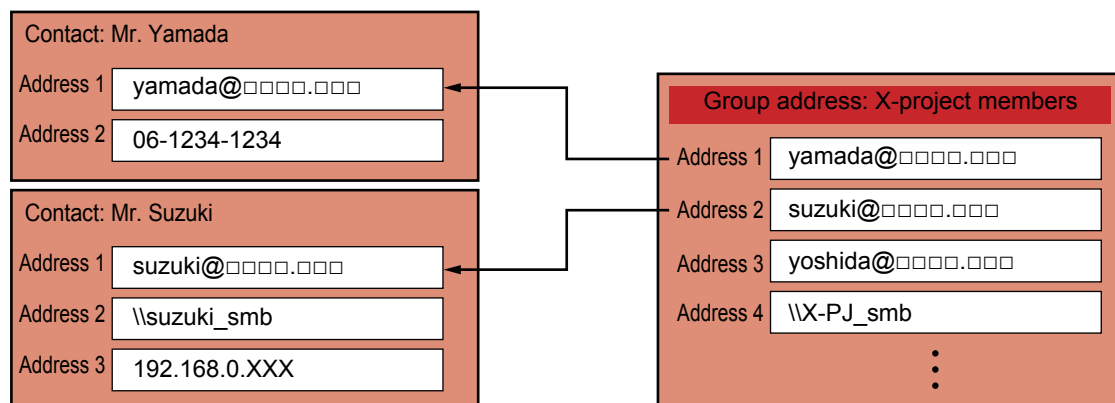 Contact: Mr. Yamada
Address 1 yamada@□□□□.□□□
Address 2 06-1234-1234
Contact: Mr. Suzuki
Address 1 suzuki@□□□□.□□□
Address 2 \\suzuki_smb
Address 3 192.168.0.XXX
Group address: X-project members
Address 1 yamada@□□□□.□□□
Address 2 suzuki@□□□□.□□□
Address 3 yoshida@□□□□.□□□
Address 4 \\X-PJ_smb